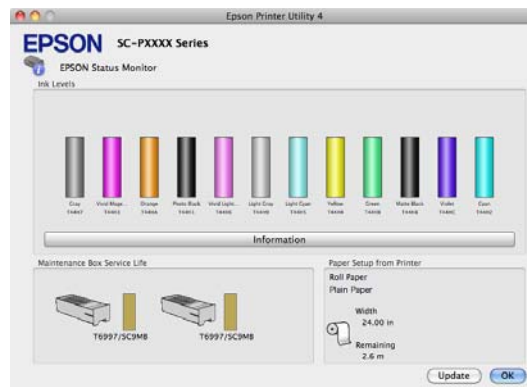 Epson Printer Utility 4
EPSON SC-PXXXX Series
EPSON Status Monitor
Ink Levels
Gray Vivid Mage... Orange Photo Black Vivid Light... Light Gray Light Cyan Yellow Green Matte Black Violet Cyan
Information
Maintenance Box Service Life
T6997/SC9MB T6997/SC9MB
Paper Setup from Printer
Roll Paper
Plain Paper
Width
24.00 in
Remaining
2.6 m
Update OK